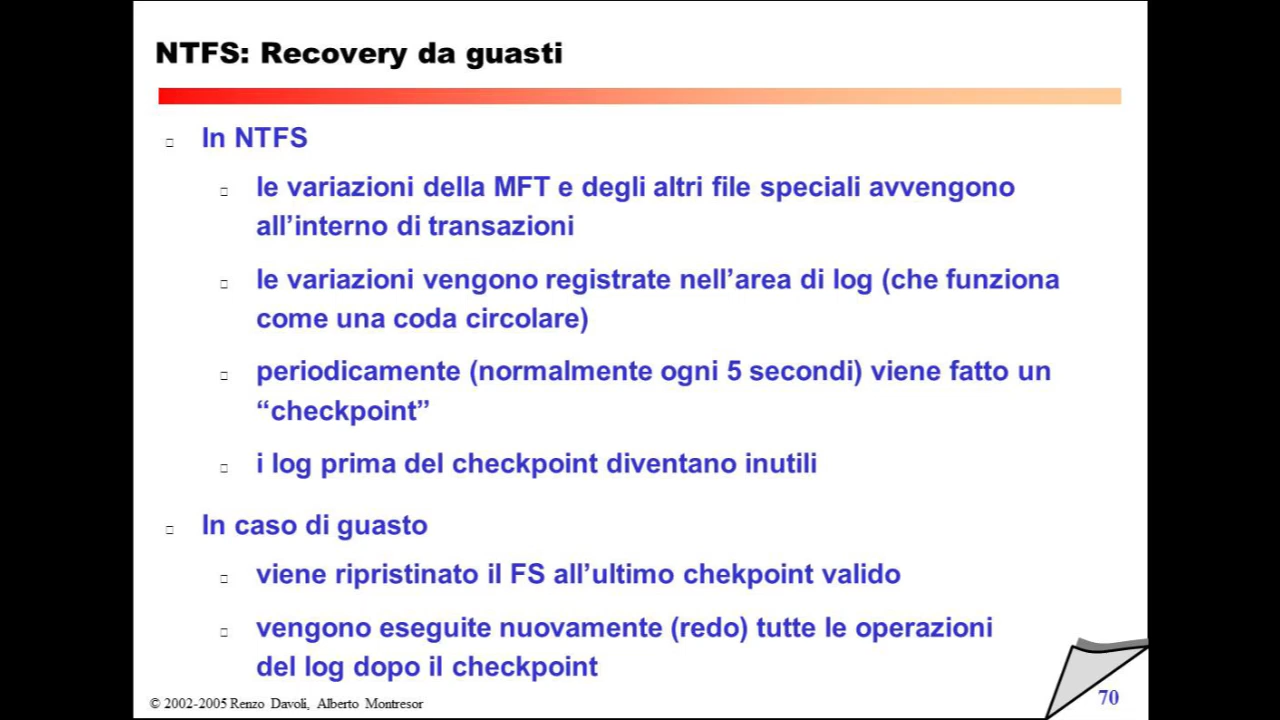 NTFS: Recovery da guasti
In NTFS
le variazioni della MFT e degli altri file speciali avvengono
all’interno di transazioni
le variazioni vengono registrate nell’area di log (che funziona
come una coda circolare)
periodicamente (normalmente ogni 5 secondi) viene fatto un
“checkpoint”
i log prima del checkpoint diventano inutili
In caso di guasto
viene ripristinato il FS all’ultimo chekpoint valido
vengono eseguite nuovamente (redo) tutte le operazioni
del log dopo il checkpoint
© 2002-2005 Renzo Davoli, Alberto Montresor
70